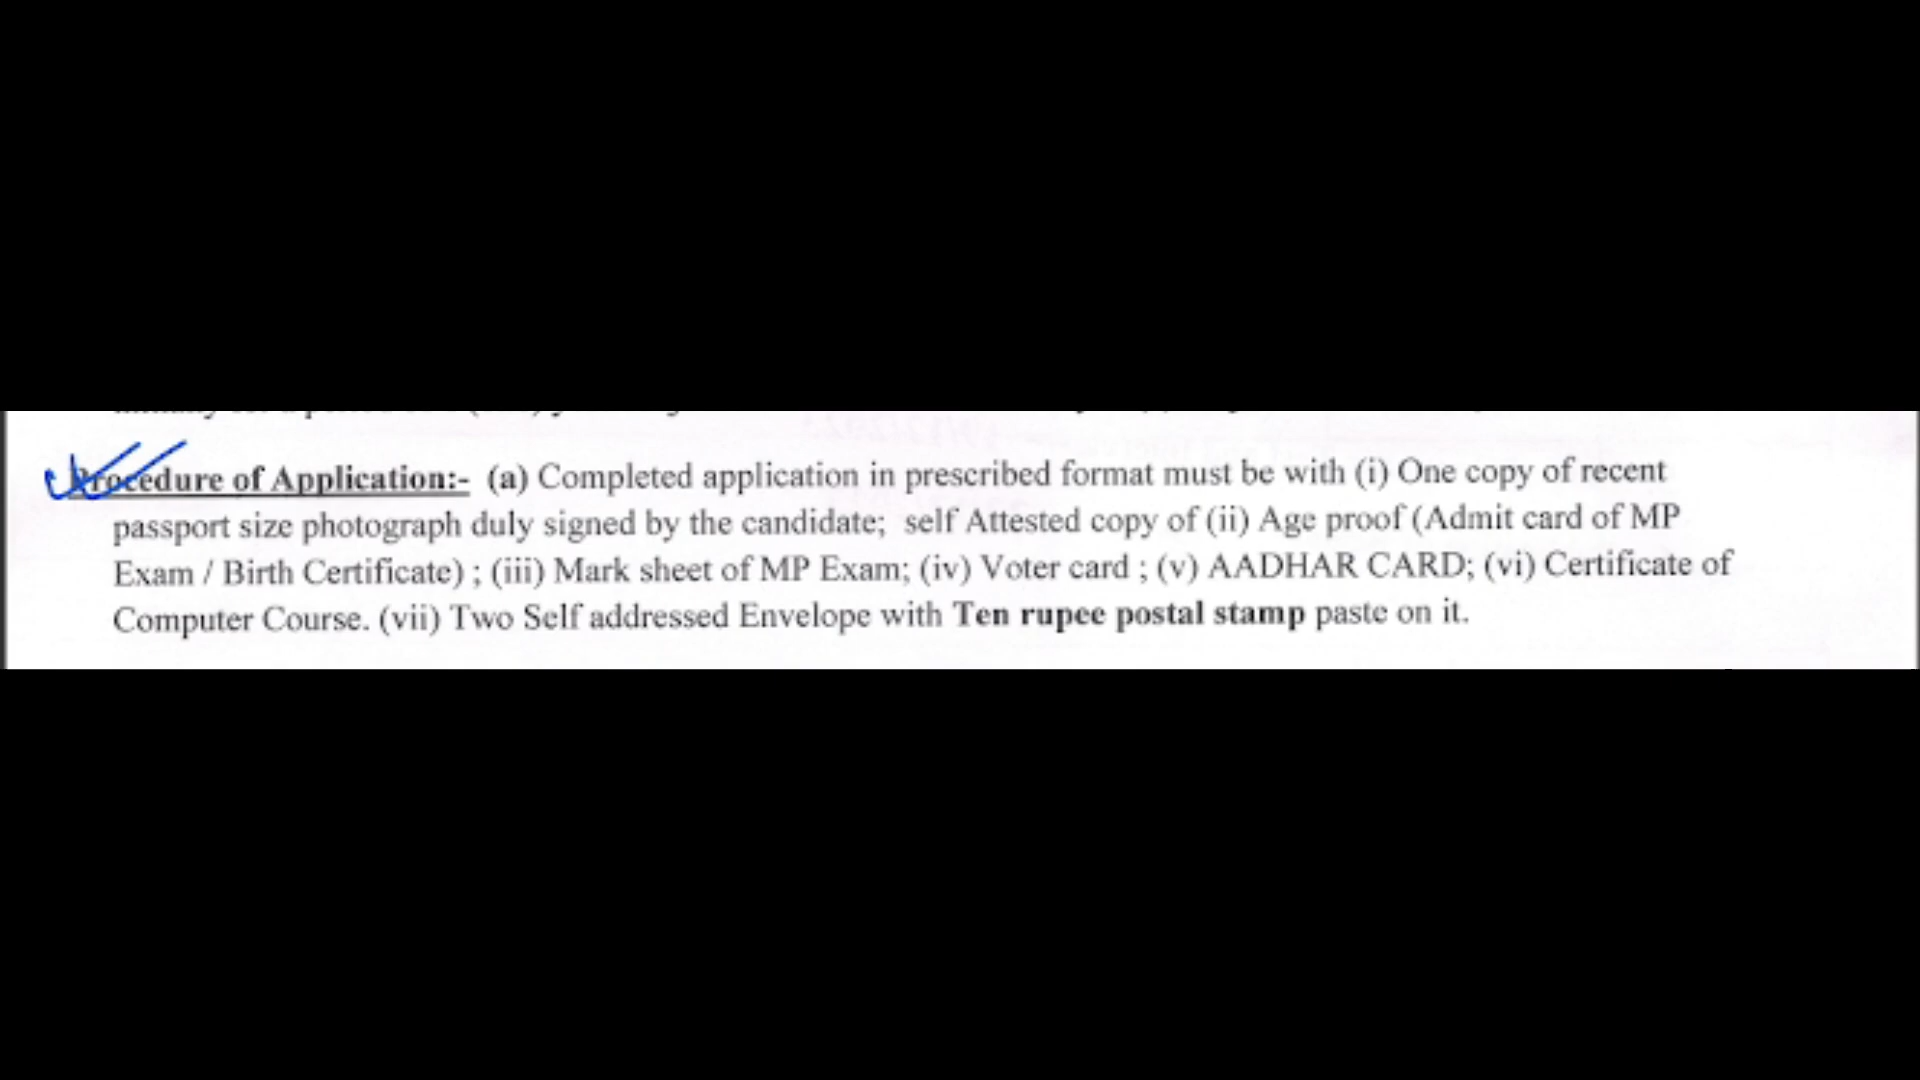 Procedure of Application:- (a) Completed application in prescribed format must be with (i) One copy of recent
passport size photograph duly signed by the candidate; self Attested copy of (ii) Age proof (Admit card of MP
Exam / Birth Certificate) ; (iii) Mark sheet of MP Exam; (iv) Voter card ; (v) AADHAR CARD; (vi) Certificate of
Computer Course. (vii) Two Self addressed Envelope with Ten rupee postal stamp paste on it.